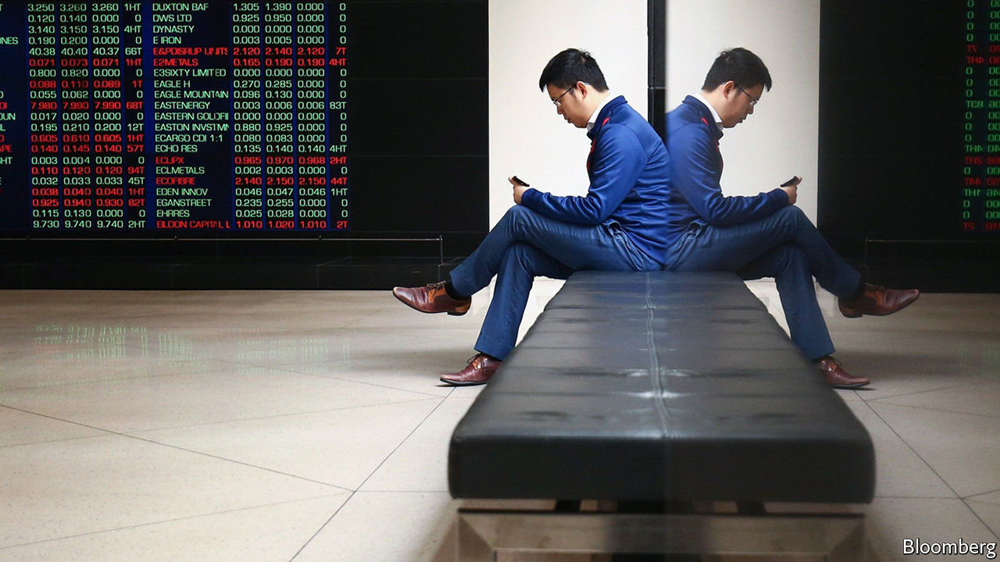 3.250 3.260 3.260 1HT DUXTON BAF 1.305 1.390 0.000 0
0.120 0.140 0.000 0 DWS LTD 0.925 0.950 0.000 0
3.140 3.150 3.150 4HT DYNASTY 0.000 0.000 0.000 0
ONES 0.190 0.200 0.000 0 E IRON 0.003 0.005 0.000 0
40.38 40.40 40.37 66T E&PDISRUP UNITS 2.120 2.140 2.120 7T
0.071 0.073 0.071 1HT E2METALS 0.165 0.190 0.190 4HT
0.800 0.820 0.000 0 E3SIXTY LIMITED 0.000 0.000 0.000 0
0.088 0.110 0.089 1T EAGLE H 0.270 0.285 0.000 0
0.055 0.062 0.000 0 EAGLE MOUNTAIN 0.096 0.130 0.000 0
DI 7.980 7.990 7.990 68T EASTENERGY 0.003 0.006 0.006 83T
OUN 0.017 0.020 0.000 0 EASTERN GOLDFI 0.000 0.000 0.000 0
L 0.195 0.210 0.200 12T EASTON INVSTMN 0.880 0.925 0.000 0
0.605 0.610 0.605 1HT ECARGO CDI 1:1 0.080 0.083 0.000 0
APE 0.140 0.145 0.140 57T ECHO RES 0.135 0.140 0.140 4HT
HT 0.003 0.004 0.000 0 ECLIPX 0.965 0.970 0.968 2HT
0.110 0.120 0.120 94T ECLMETALS 0.002 0.003 0.000 0
0.032 0.033 0.033 45T ECOFIBRE 2.140 2.150 2.150 44T
0.038 0.040 0.040 1HT EDEN INNOV 0.046 0.047 0.046 1HT
0.925 0.940 0.930 82T EGANSTREET 0.235 0.255 0.000 0
0.115 0.130 0.000 0 EHRRES 0.025 0.028 0.000 0
9.730 9.740 9.740 2HT ELDON CAPITAL L 1.010 1.020 1.010 2T
Bloomberg